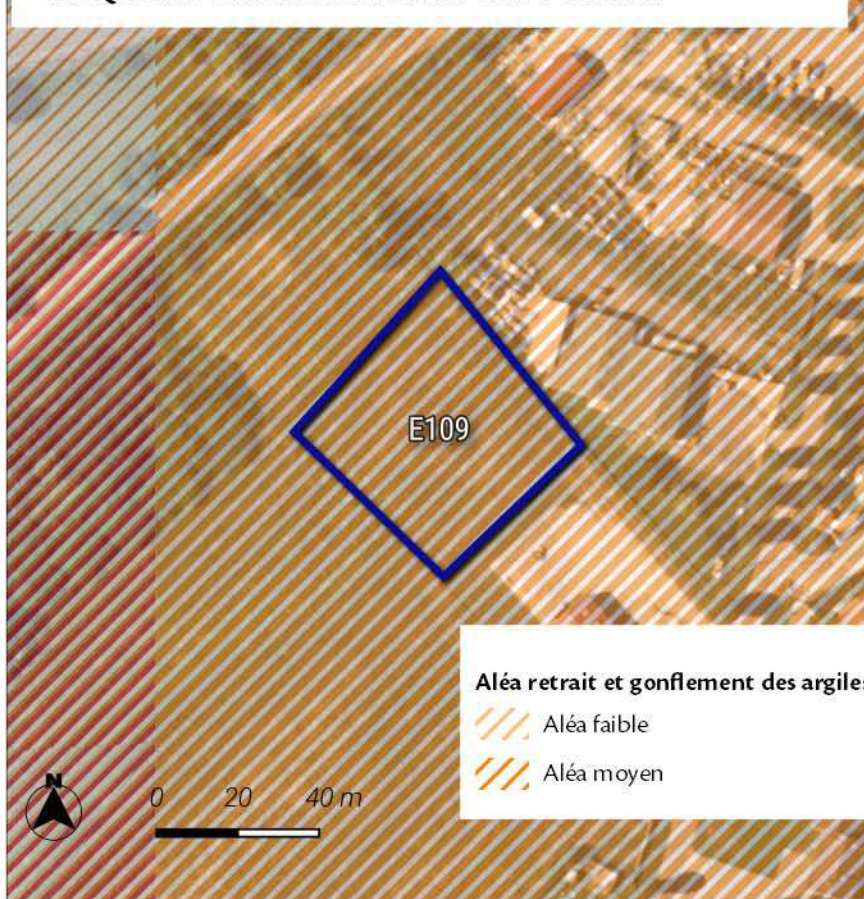 E109
Aléa retrait et gonflement des argiles
Aléa faible
Aléa moyen
N
0 20 40 m